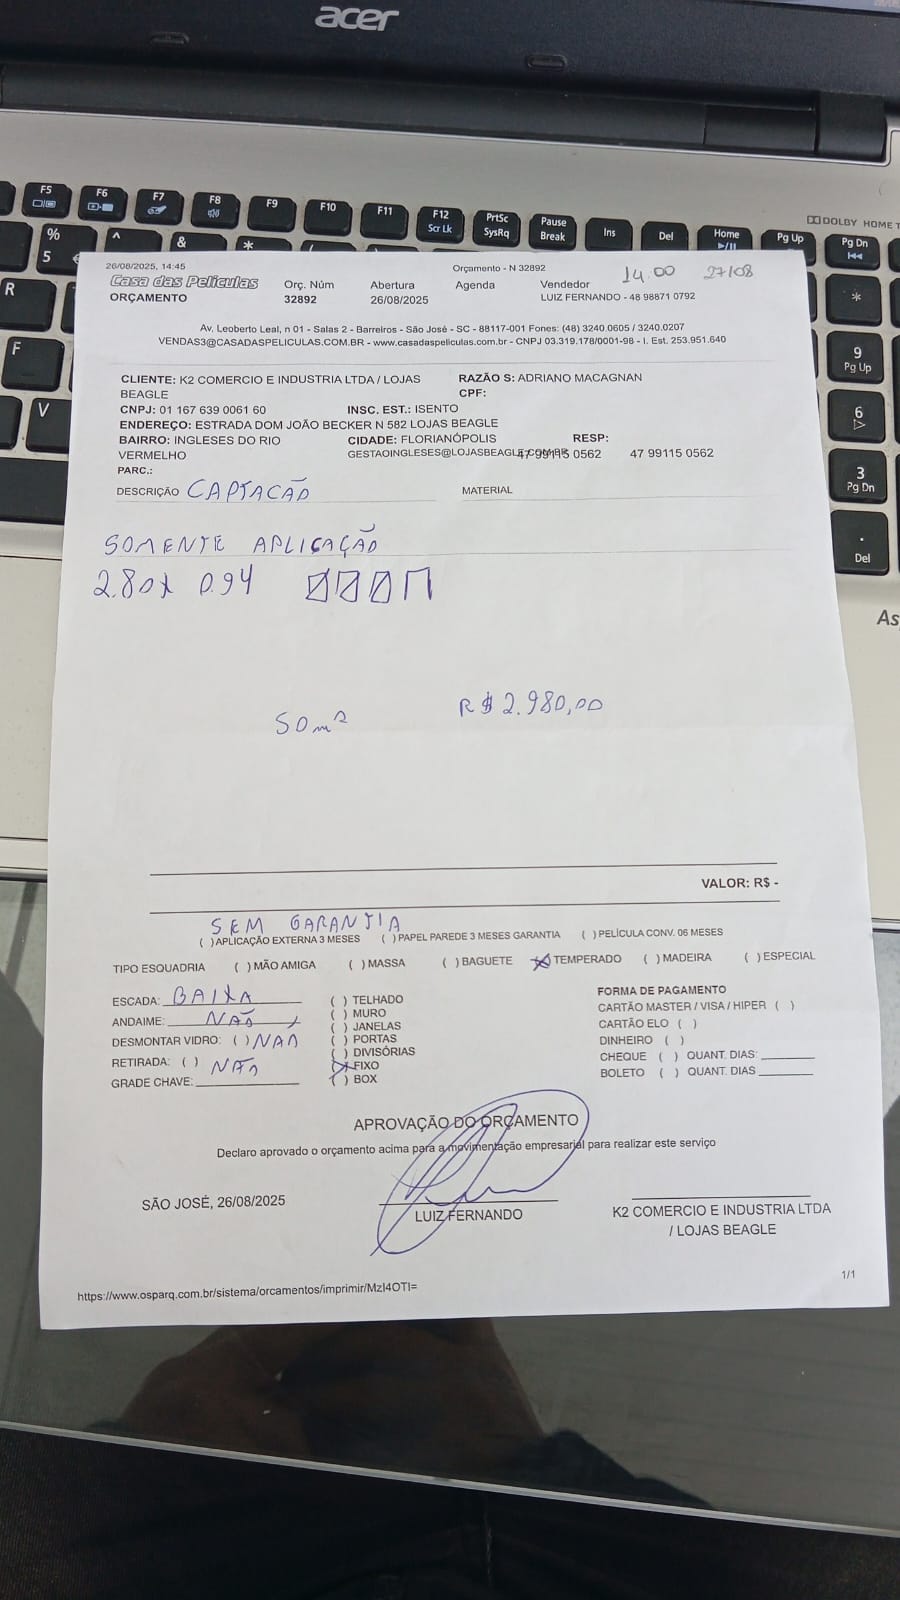 acer
F5 F6 F7 F8 F9 F10 F11 F12 Scr Lk PrtSc SysRq Pause Break Ins Del Home Pg Up Pg Dn
DOLBY HOME T
% 5 ^ & * (
R
F
V
*
9 Pg Up
6
3 Pg Dn
. Del
As
26/08/2025, 14:45 Orçamento - N 32892 14.00 27/08
Casa das Películas Orç. Núm Abertura Agenda Vendedor
ORÇAMENTO 32892 26/08/2025 LUIZ FERNANDO - 48 98871 0792
Av. Leoberto Leal, n 01 - Salas 2 - Barreiros - São José - SC - 88117-001 Fones: (48) 3240.0605 / 3240.0207
VENDAS3@CASADASPELICULAS.COM.BR - www.casadaspeliculas.com.br - CNPJ 03.319.178/0001-98 - I. Est. 253.951.640
CLIENTE: K2 COMERCIO E INDUSTRIA LTDA / LOJAS RAZÃO S: ADRIANO MACAGNAN
BEAGLE CPF:
CNPJ: 01 167 639 0061 60 INSC. EST.: ISENTO
ENDEREÇO: ESTRADA DOM JOÃO BECKER N 582 LOJAS BEAGLE
BAIRRO: INGLESES DO RIO CIDADE: FLORIANÓPOLIS RESP:
VERMELHO GESTAOINGLESES@LOJASBEAGLE.COM.BR 47 99115 0562 47 99115 0562
PARC.:
DESCRIÇÃO CAPTACÃO MATERIAL
SOMENTE APLICAÇÃO
2.80 x 0.94
50m² R$ 2.980,00
VALOR: R$ -
SEM GARANTIA
( )APLICAÇÃO EXTERNA 3 MESES ( )PAPEL PAREDE 3 MESES GARANTIA ( )PELÍCULA CONV. 06 MESES
TIPO ESQUADRIA ( )MÃO AMIGA ( )MASSA ( )BAGUETE (X)TEMPERADO ( )MADEIRA ( )ESPECIAL
ESCADA: BAIXA ( ) TELHADO FORMA DE PAGAMENTO
ANDAIME: NÃO ( ) MURO CARTÃO MASTER / VISA / HIPER ( )
DESMONTAR VIDRO: ( ) NÃO ( ) JANELAS CARTÃO ELO ( )
RETIRADA: ( ) NÃO ( ) PORTAS DINHEIRO ( )
GRADE CHAVE: ( ) DIVISÓRIAS CHEQUE ( ) QUANT. DIAS:
(X)FIXO BOLETO ( ) QUANT. DIAS
( ) BOX
APROVAÇÃO DO ORÇAMENTO
Declaro aprovado o orçamento acima para a movimentação empresarial para realizar este serviço
SÃO JOSÉ, 26/08/2025 LUIZ FERNANDO K2 COMERCIO E INDUSTRIA LTDA
/ LOJAS BEAGLE
1/1
https://www.osparq.com.br/sistema/orcamentos/imprimir/MzI4OTI=